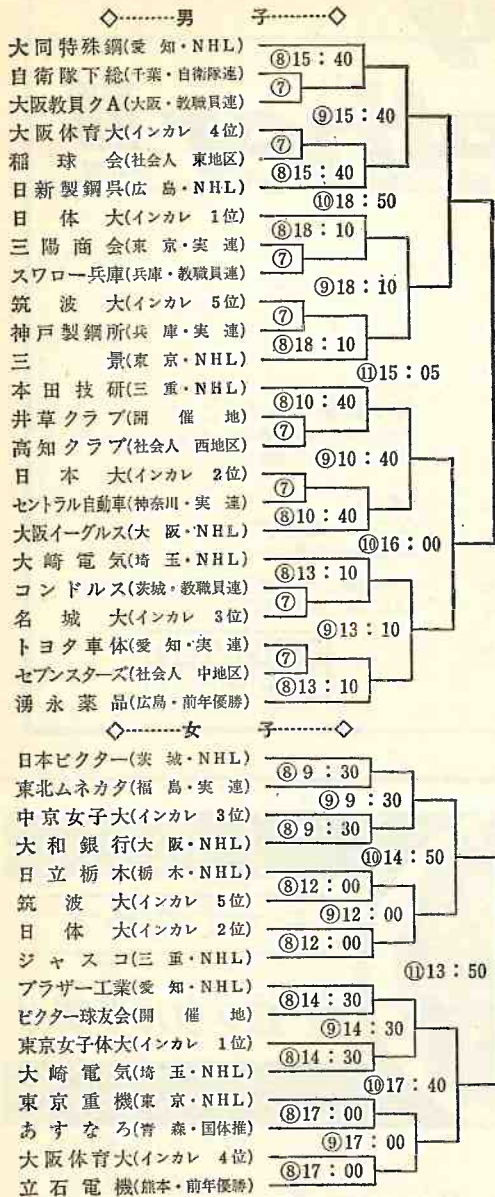 ◇………男　　　子………◇
大同特殊鋼(愛知・NHL)
⑧15:40
自衛隊下総(千葉・自衛隊連)
⑦
大阪教員クA(大阪・教職員連)
⑨15:40
大阪体育大(インカレ 4位)
⑦
稲球会(社会人 東地区)
⑧15:40
日新製鋼呉(広島・NHL)
⑩18:50
日体大(インカレ 1位)
⑧18:10
三陽商会(東京・実連)
⑦
スワロー兵庫(兵庫・教職員連)
⑨18:10
筑波大(インカレ 5位)
⑦
神戸製鋼所(兵庫・実連)
⑧18:10
三景(東京・NHL)
⑪15:05
本田技研(三重・NHL)
⑧10:40
井草クラブ(開催地)
⑦
高知クラブ(社会人 西地区)
⑨10:40
日本大(インカレ 2位)
⑦
セントラル自動車(神奈川・実連)
⑧10:40
大阪イーグルス(大阪・NHL)
⑩16:00
大崎電気(埼玉・NHL)
⑧13:10
コンドルス(茨城・教職員連)
⑦
名城大(インカレ 3位)
⑨13:10
トヨタ車体(愛知・実連)
⑦
セブンスターズ(社会人 中地区)
⑧13:10
湧永薬品(広島・前年優勝)
◇………女　　　子………◇
日本ビクター(茨城・NHL)
⑧9:30
東北ムネカタ(福島・実連)
⑨9:30
中京女子大(インカレ 3位)
⑧9:30
大和銀行(大阪・NHL)
⑩14:50
日立栃木(栃木・NHL)
⑧12:00
筑波大(インカレ 5位)
⑨12:00
日体大(インカレ 2位)
⑧12:00
ジャスコ(三重・NHL)
⑪13:50
ブラザー工業(愛知・NHL)
⑧14:30
ビクター球友会(開催地)
⑨14:30
東京女子体大(インカレ 1位)
⑧14:30
大崎電気(埼玉・NHL)
⑩17:40
東京重機(東京・NHL)
⑧17:00
あすなろ(青森・国体推)
⑨17:00
大阪体育大(インカレ 4位)
⑧17:00
立石電機(熊本・前年優勝)